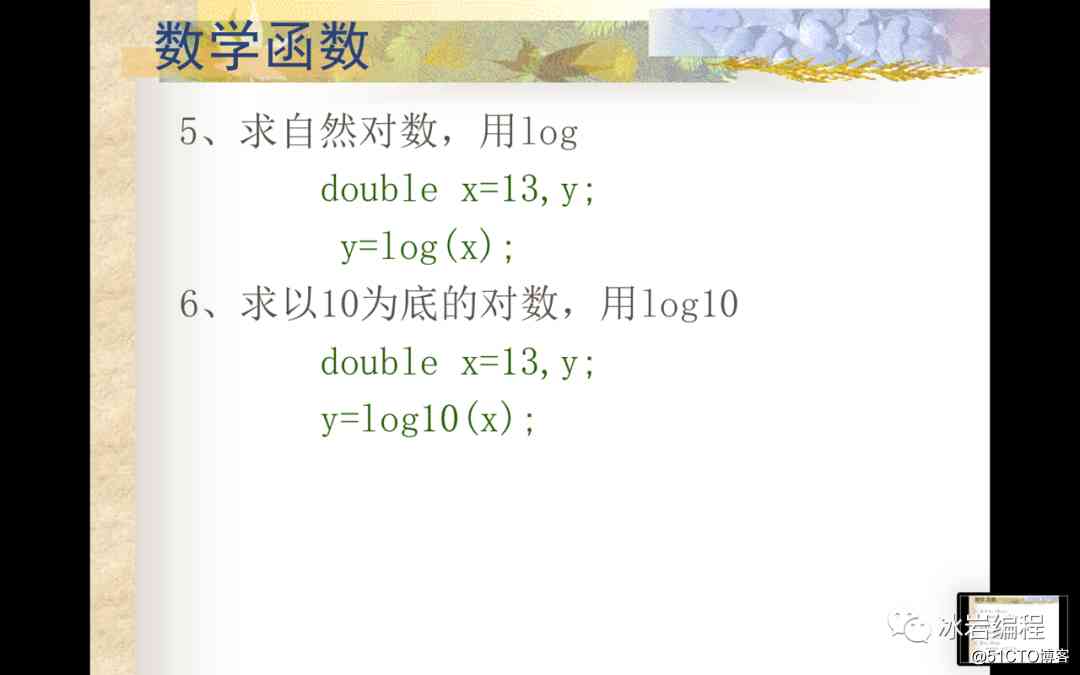 数学函数
5、求自然对数，用log
double x=13,y;
y=log(x);
6、求以10为底的对数，用log10
double x=13,y;
y=log10(x);
冰岩编程
@51CTO博客